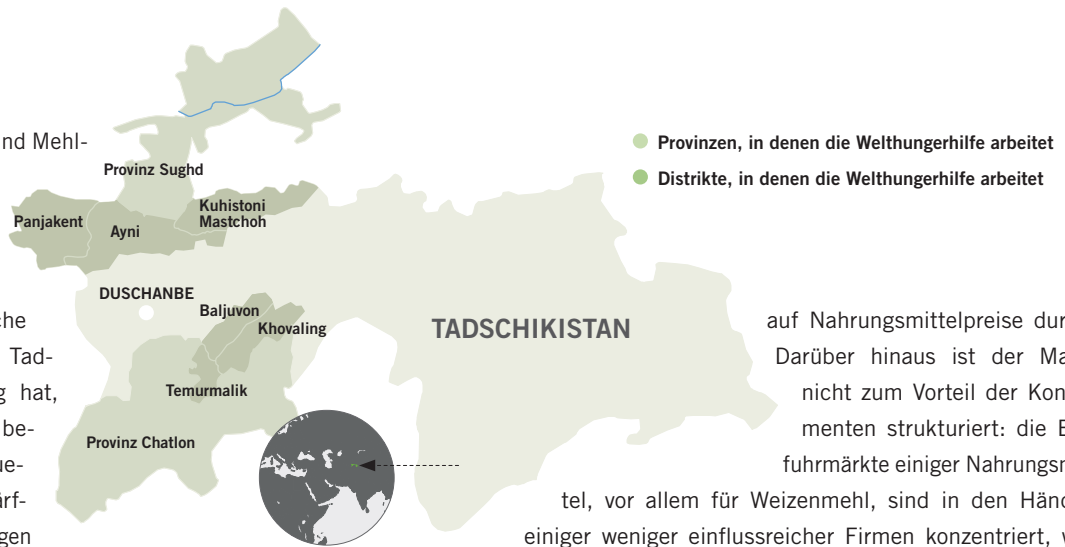 nd Mehl-
Provinz Sughd
Kuhistoni
Mastchoh
Panjakent
Ayni
DUSCHANBE
Baljuvon
Khovaling
Temurmalik
Provinz Chatlon
TADSCHIKISTAN
Provinzen, in denen die Welthungerhilfe arbeitet
Distrikte, in denen die Welthungerhilfe arbeitet
che
Tad-
g hat,
be-
ue-
ärf-
gen
auf Nahrungsmittelpreise dur
Darüber hinaus ist der Ma
nicht zum Vorteil der Kon
menten strukturiert: die E
fuhrmärkte einiger Nahrungsm
tel, vor allem für Weizenmehl, sind in den Händ
einiger weniger einflussreicher Firmen konzentriert, w